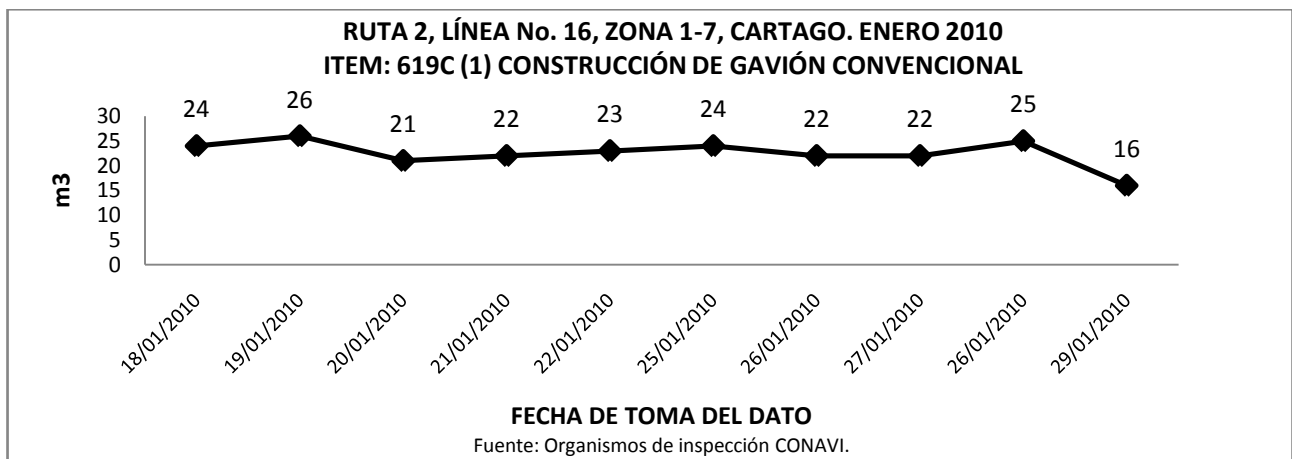 RUTA 2, LÍNEA No. 16, ZONA 1-7, CARTAGO. ENERO 2010
ITEM: 619C (1) CONSTRUCCIÓN DE GAVIÓN CONVENCIONAL
24 26 21 22 23 24 22 22 25 16
m3
30
25
20
15
10
5
0
18/01/2010 19/01/2010 20/01/2010 21/01/2010 22/01/2010 25/01/2010 26/01/2010 27/01/2010 26/01/2010 29/01/2010
FECHA DE TOMA DEL DATO
Fuente: Organismos de inspección CONAVI.